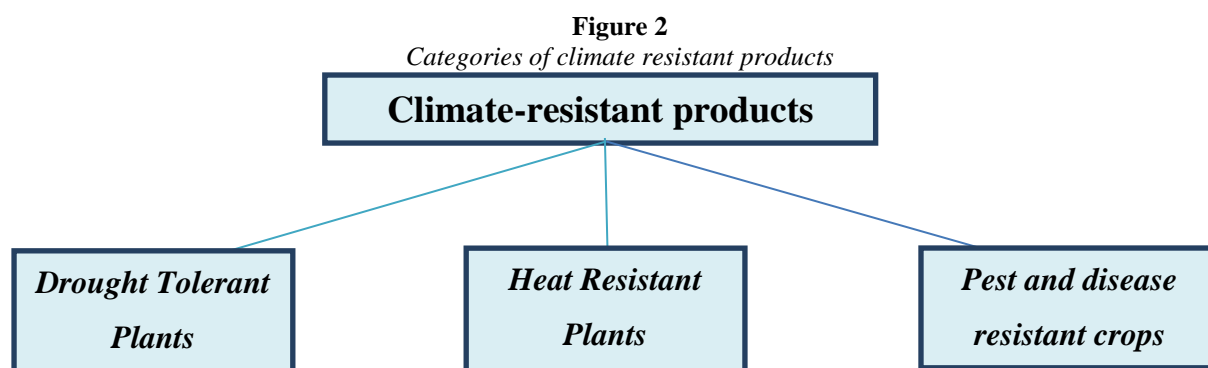 Figure 2
Categories of climate resistant products
Climate-resistant products
Drought Tolerant
Plants
Heat Resistant
Plants
Pest and disease
resistant crops